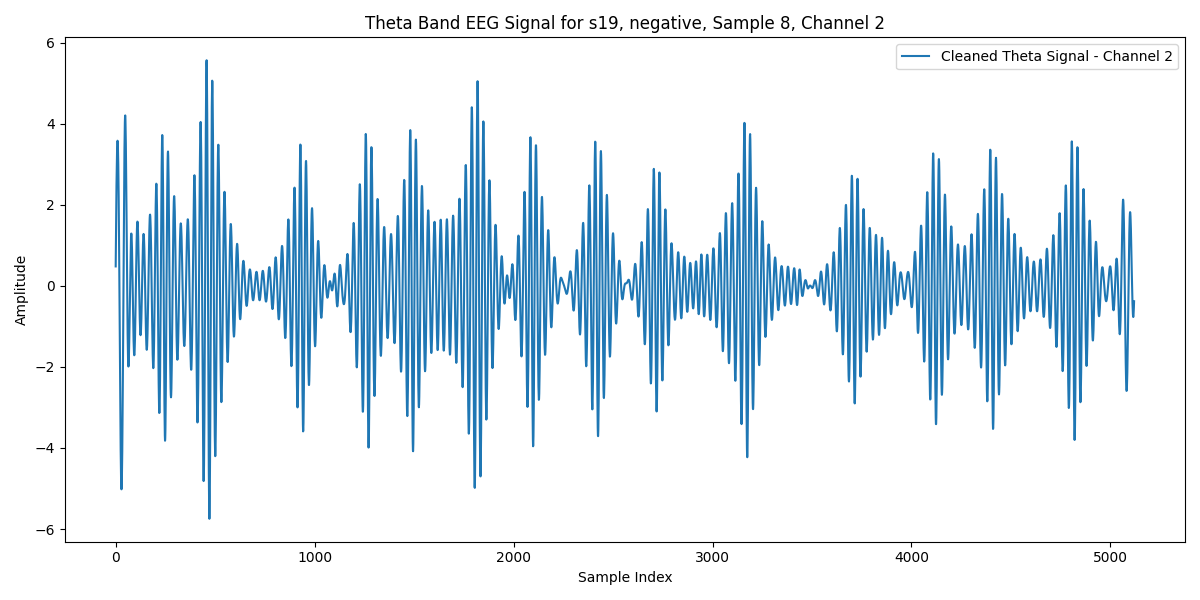 Theta Band EEG Signal for s19, negative, Sample 8, Channel 2
Cleaned Theta Signal - Channel 2
6
4
2
0
−2
−4
−6
Amplitude
0 1000 2000 3000 4000 5000
Sample Index